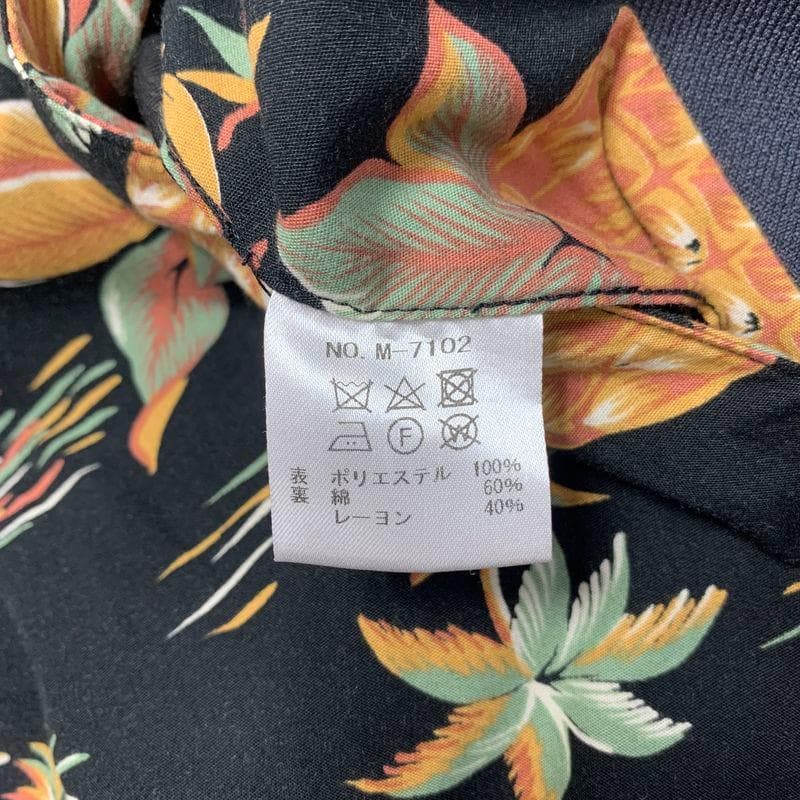 NO. M-7102
F
W
表 ポリエステル 100%
裏 綿 60%
レーヨン 40%